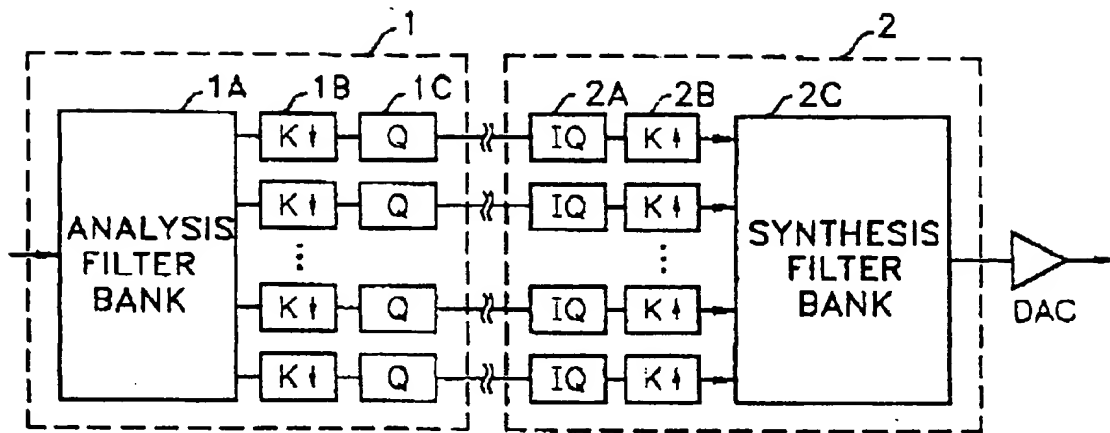 1 2
1A 1B 1C 2A 2B 2C
K↓ Q IQ K↑
K↓ Q IQ K↑
ANALYSIS
FILTER
BANK
⋮ ⋮
SYNTHESIS
FILTER
BANK
DAC
K↓ Q IQ K↑
K↓ Q IQ K↑